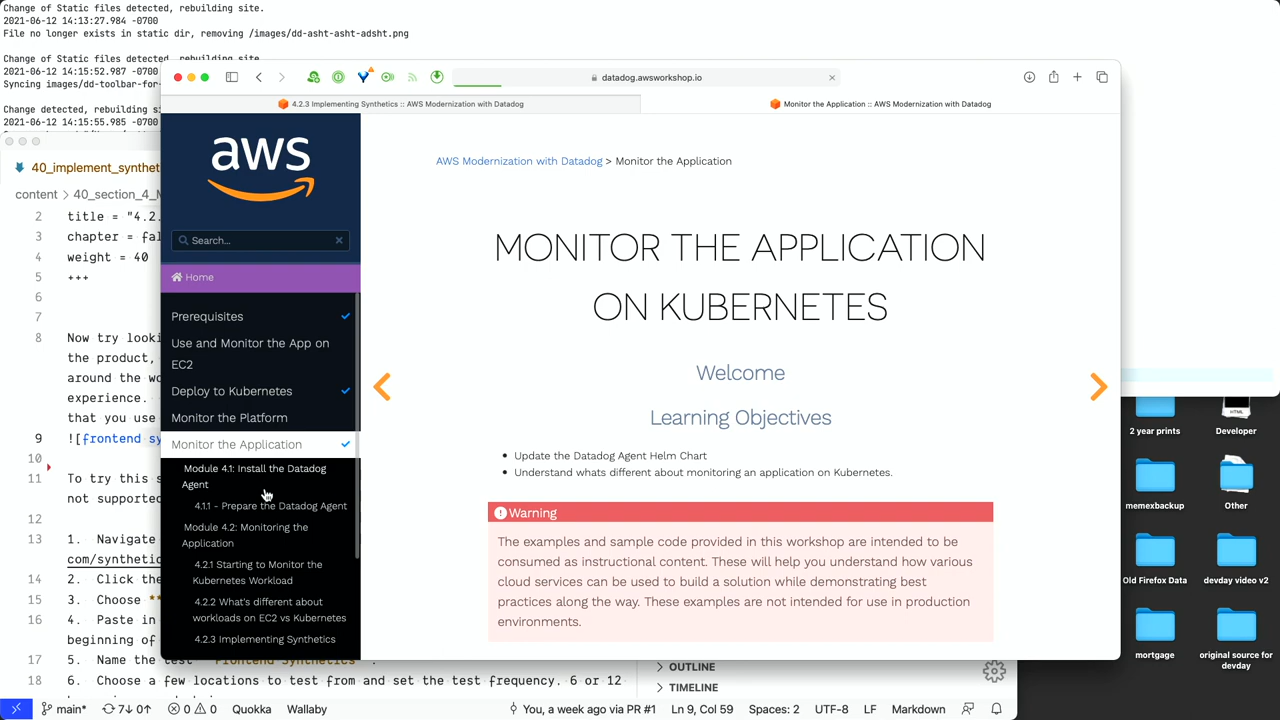 Change of Static files detected, rebuilding site.
2021-06-12 14:13:27.984 -0700
File no longer exists in static dir, removing /images/dd-asht-asht-adsht.png
Change of Static files detected, rebuilding site.
2021-06-12 14:15:52.987 -0700
Syncing images/dd-toolbar-for-
Change detected, rebuilding si
2021-06-12 14:15:55.985 -0700
datadog.awsworkshop.io
4.2.3 Implementing Synthetics :: AWS Modernization with Datadog
Monitor the Application :: AWS Modernization with Datadog
aws
Search...
Home
Prerequisites
Use and Monitor the App on
EC2
Deploy to Kubernetes
Monitor the Platform
Monitor the Application
Module 4.1: Install the Datadog
Agent
4.1.1 - Prepare the Datadog Agent
Module 4.2: Monitoring the
Application
4.2.1 Starting to Monitor the
Kubernetes Workload
4.2.2 What's different about
workloads on EC2 vs Kubernetes
4.2.3 Implementing Synthetics
AWS Modernization with Datadog > Monitor the Application
MONITOR THE APPLICATION
ON KUBERNETES
Welcome
Learning Objectives
Update the Datadog Agent Helm Chart
Understand whats different about monitoring an application on Kubernetes.
Warning
The examples and sample code provided in this workshop are intended to be
consumed as instructional content. These will help you understand how various
cloud services can be used to build a solution while demonstrating best
practices along the way. These examples are not intended for use in production
environments.
40_implement_synthet
content > 40_section_4_M
2 title = "4.2.
3 chapter = fal
4 weight = 40
5 +++
6
7
8 Now try looki
the product,
around the wo
experience.
that you use
9 ![frontend sy
10
11 To try this s
not supporte
12
13 1. Navigate
com/synthetic
14 2. Click the
15 3. Choose **
16 4. Paste in
beginning of
17 5. Name the test **Frontend Synthetics**.
18 6. Choose a few locations to test from and set the test frequency. 6 or 12
OUTLINE
TIMELINE
main*
7↓ 0↑
0 0
Quokka
Wallaby
You, a week ago via PR #1
Ln 9, Col 59
Spaces: 2
UTF-8
LF
Markdown
2 year prints
HTML
Developer
memexbackup
Other
Old Firefox Data
devday video v2
mortgage
original source for
devday